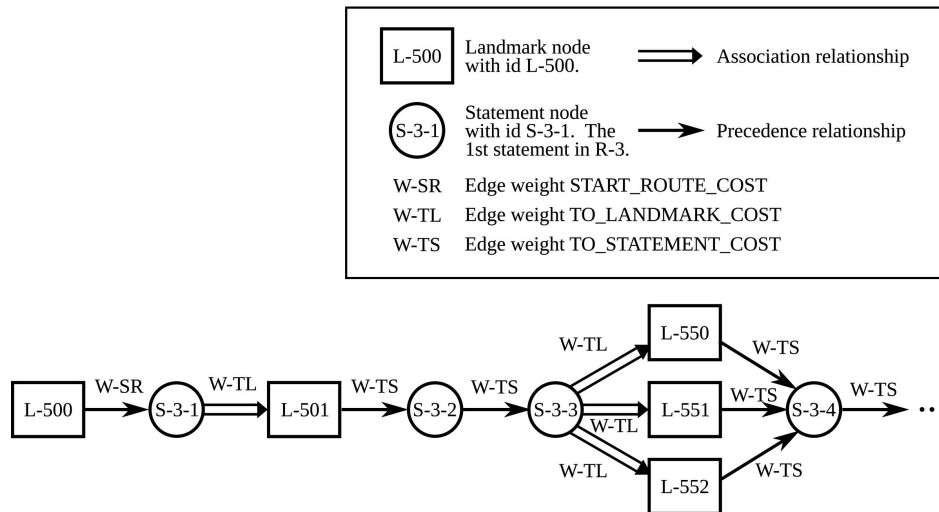 L-500
Landmark node
with id L-500.
Association relationship
S-3-1
Statement node
with id S-3-1. The
1st statement in R-3.
Precedence relationship
W-SR Edge weight START_ROUTE_COST
W-TL Edge weight TO_LANDMARK_COST
W-TS Edge weight TO_STATEMENT_COST
L-550
W-TL
W-TS
W-SR
W-TL
W-TS
W-TS
W-TS
W-TS
L-500
S-3-1
L-501
S-3-2
S-3-3
L-551
S-3-4
..
W-TL
W-TL
W-TS
L-552